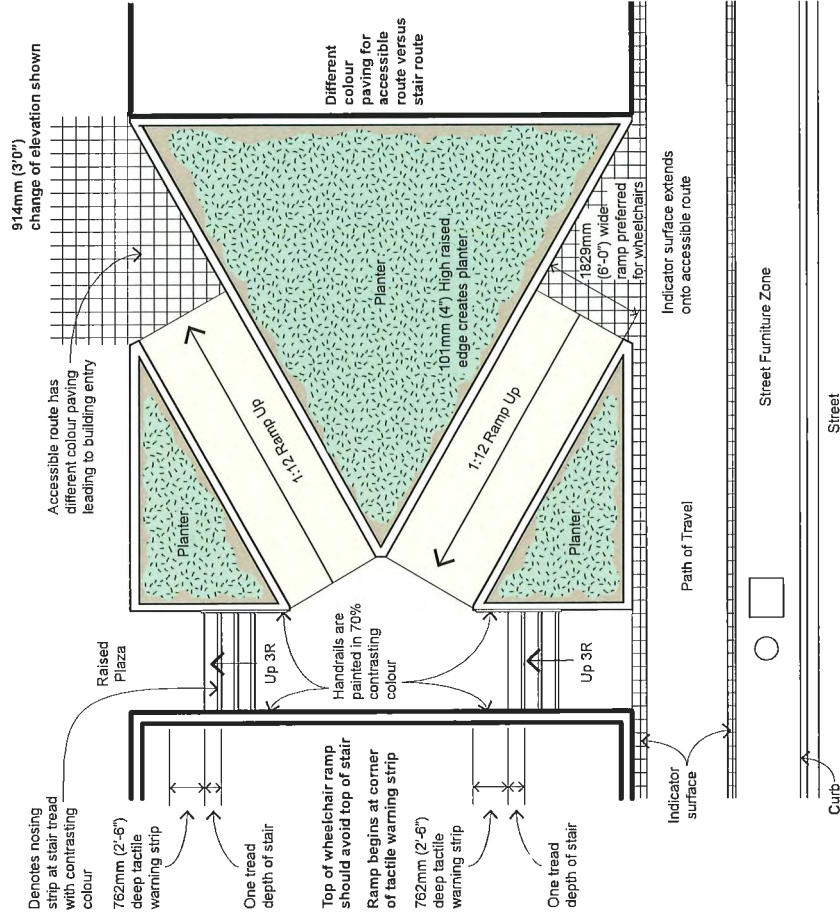 914mm (3'0")
change of elevation shown
Accessible route has
different colour paving
leading to building entry
Raised
Plaza
Denotes nosing
strip at stair tread
with contrasting
colour
762mm (2'-6")
deep tactile
warning strip
One tread
depth of stair
Top of wheelchair ramp
should avoid top of stair
Ramp begins at corner
of tactile warning strip
762mm (2'-6")
deep tactile
warning strip
One tread
depth of stair
Up 3R
Handrails are
painted in 70%
contrasting
colour
Up 3R
Planter
1:12 Ramp Up
Planter
101mm (4") High raised
edge creates planter
1:12 Ramp Up
Planter
Different
colour
paving for
accessible
route versus
stair route
1829mm
(6'-0") wide
ramp preferred
for wheelchairs
Indicator surface extends
onto accessible route
Indicator
surface
Path of Travel
Street Furniture Zone
Curb
Street